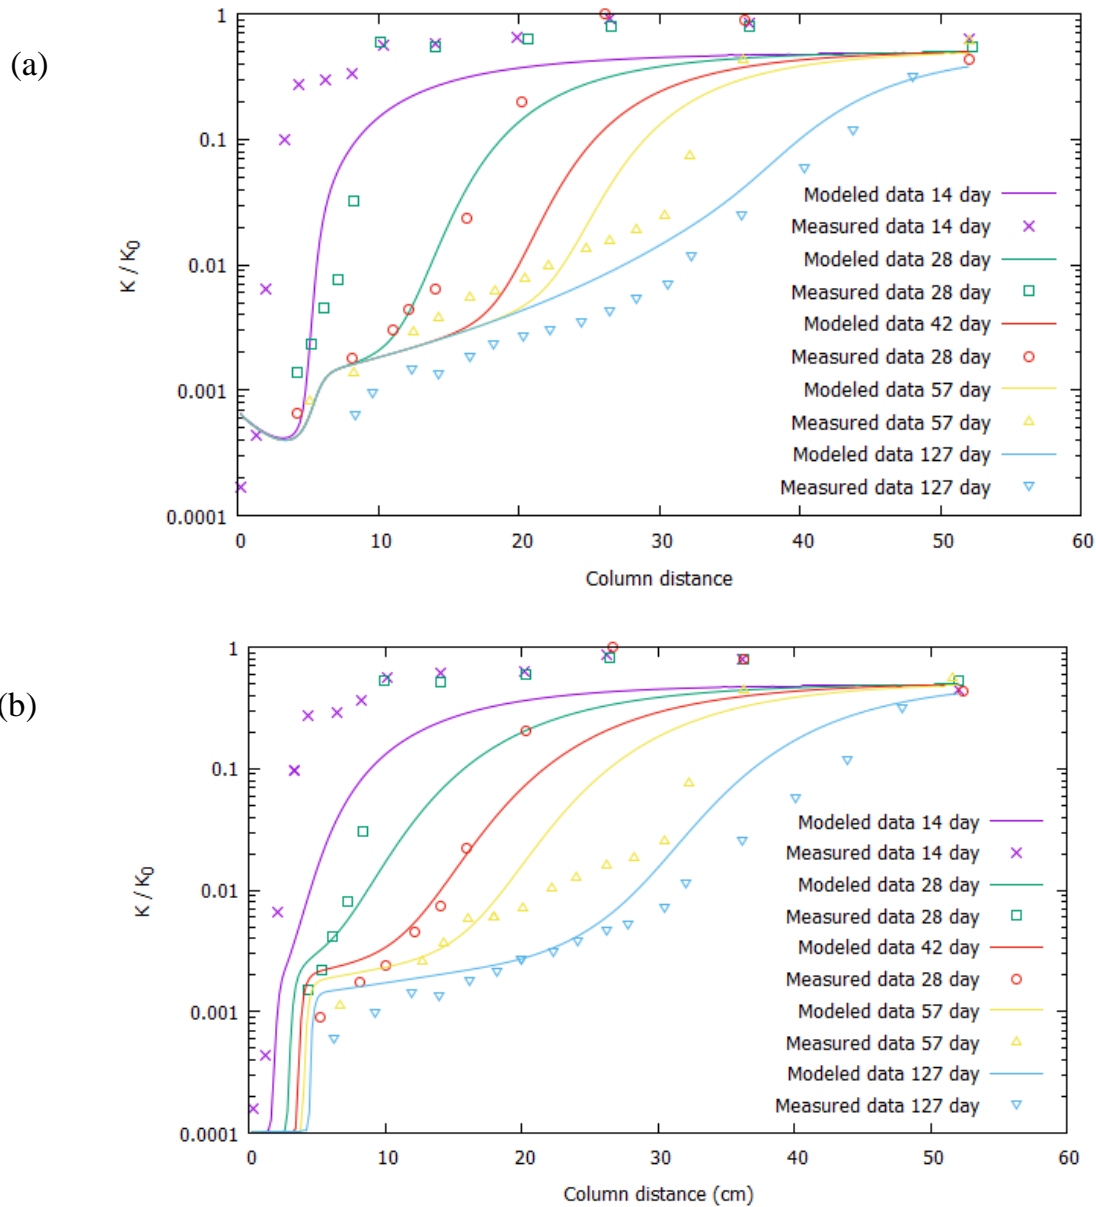 (a)
1
0.1
0.01
0.001
0.0001
K / K0
Modeled data 14 day
Measured data 14 day
Modeled data 28 day
Measured data 28 day
Modeled data 42 day
Measured data 28 day
Modeled data 57 day
Measured data 57 day
Modeled data 127 day
Measured data 127 day
0 10 20 30 40 50 60
Column distance
(b)
1
0.1
0.01
0.001
0.0001
K / K0
Modeled data 14 day
Measured data 14 day
Modeled data 28 day
Measured data 28 day
Modeled data 42 day
Measured data 28 day
Modeled data 57 day
Measured data 57 day
Modeled data 127 day
Measured data 127 day
0 10 20 30 40 50 60
Column distance (cm)